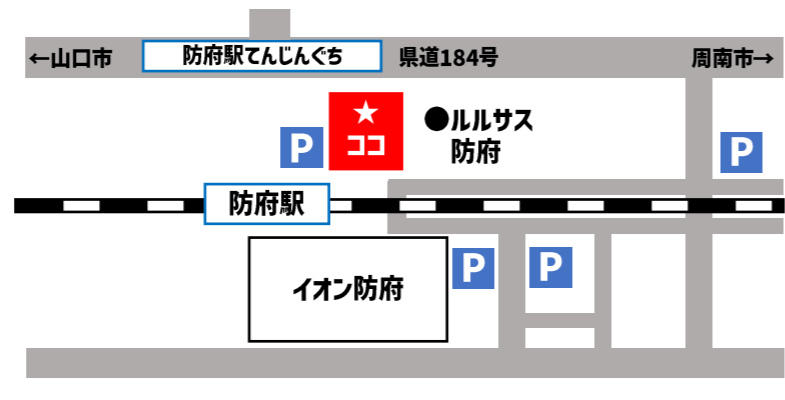 ←山口市
防府駅てんじんぐち
県道184号
周南市→
★
ココ
●ルルサス
防府
P
P
防府駅
イオン防府
P
P